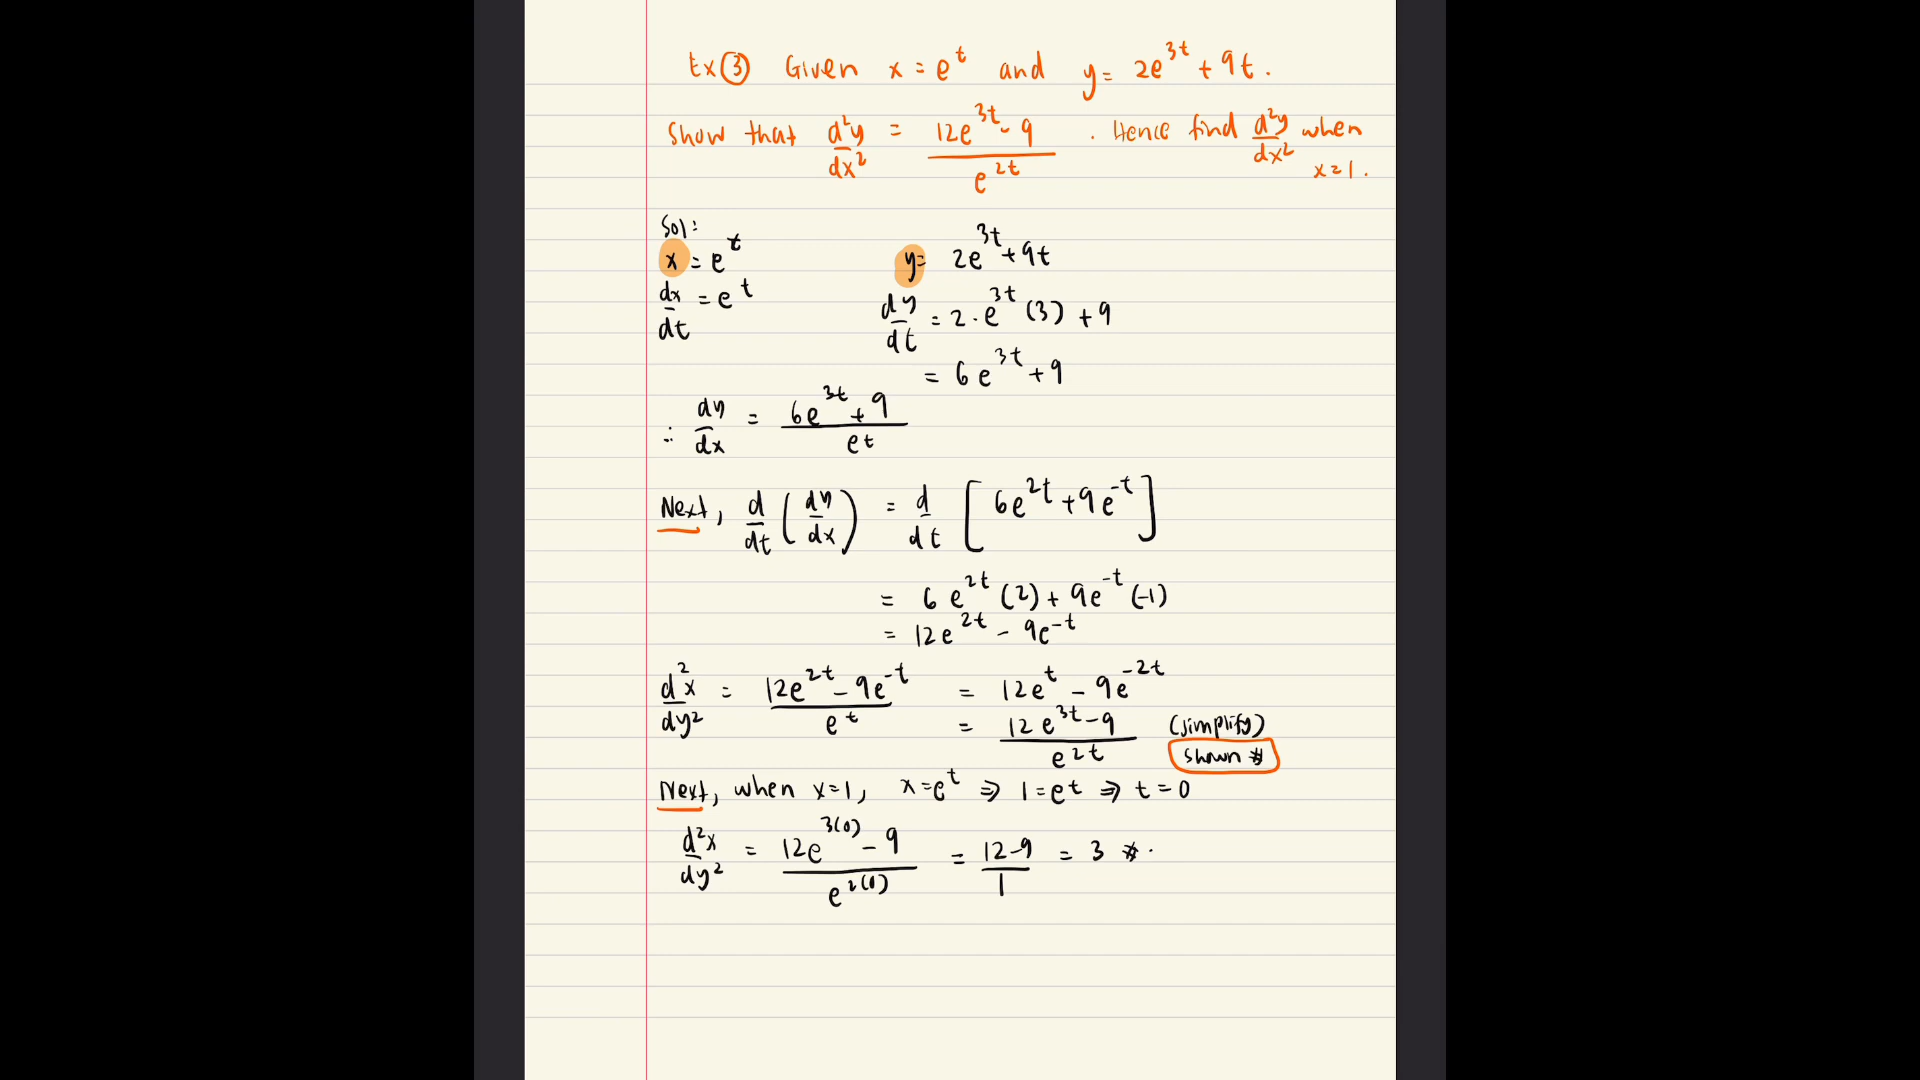 Ex ③ Given x = e^t and y = 2e^{3t} + 9t.
Show that d²y/dx² = (12e^{3t} - 9)/e^{2t} . Hence find d²y/dx² when x = 1.
Sol:
x = e^t
dx/dt = e^t
y = 2e^{3t} + 9t
dy/dt = 2·e^{3t} (3) + 9
= 6e^{3t} + 9
∴ dy/dx = (6e^{3t} + 9)/e^t
Next, d/dt (dy/dx) = d/dt [6e^{2t} + 9e^{-t}]
= 6e^{2t} (2) + 9e^{-t} (-1)
= 12e^{2t} - 9e^{-t}
d²x/dy² = (12e^{2t} - 9e^{-t})/e^t = 12e^t - 9e^{-2t}
= (12e^{3t} - 9)/e^{2t} (simplify)
shown #
Next, when x=1, x=e^t ⇒ 1=e^t ⇒ t=0
d²x/dy² = (12e^{3(0)} - 9)/e^{2(0)} = (12-9)/1 = 3 #.